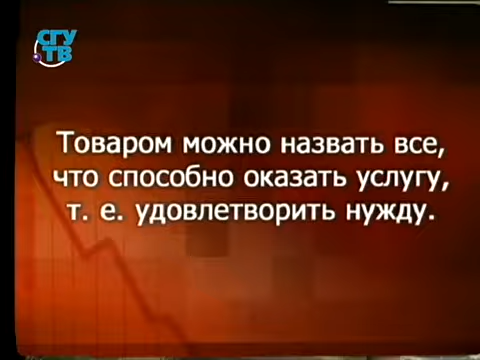 СГУ
ТВ
Товаром можно назвать все,
что способно оказать услугу,
т. е. удовлетворить нужду.